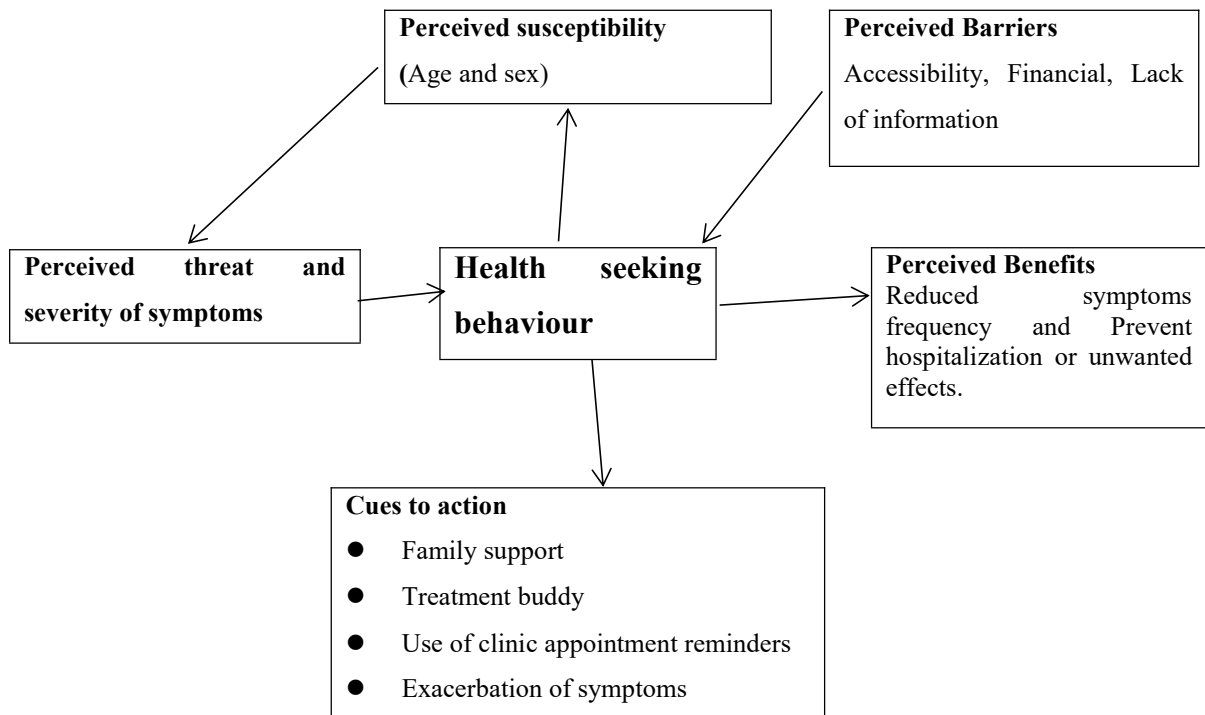 Perceived susceptibility
(Age and sex)
Perceived Barriers
Accessibility, Financial, Lack
of information
Perceived threat and
severity of symptoms
Health seeking
behaviour
Perceived Benefits
Reduced symptoms
frequency and Prevent
hospitalization or unwanted
effects.
Cues to action
● Family support
● Treatment buddy
● Use of clinic appointment reminders
● Exacerbation of symptoms